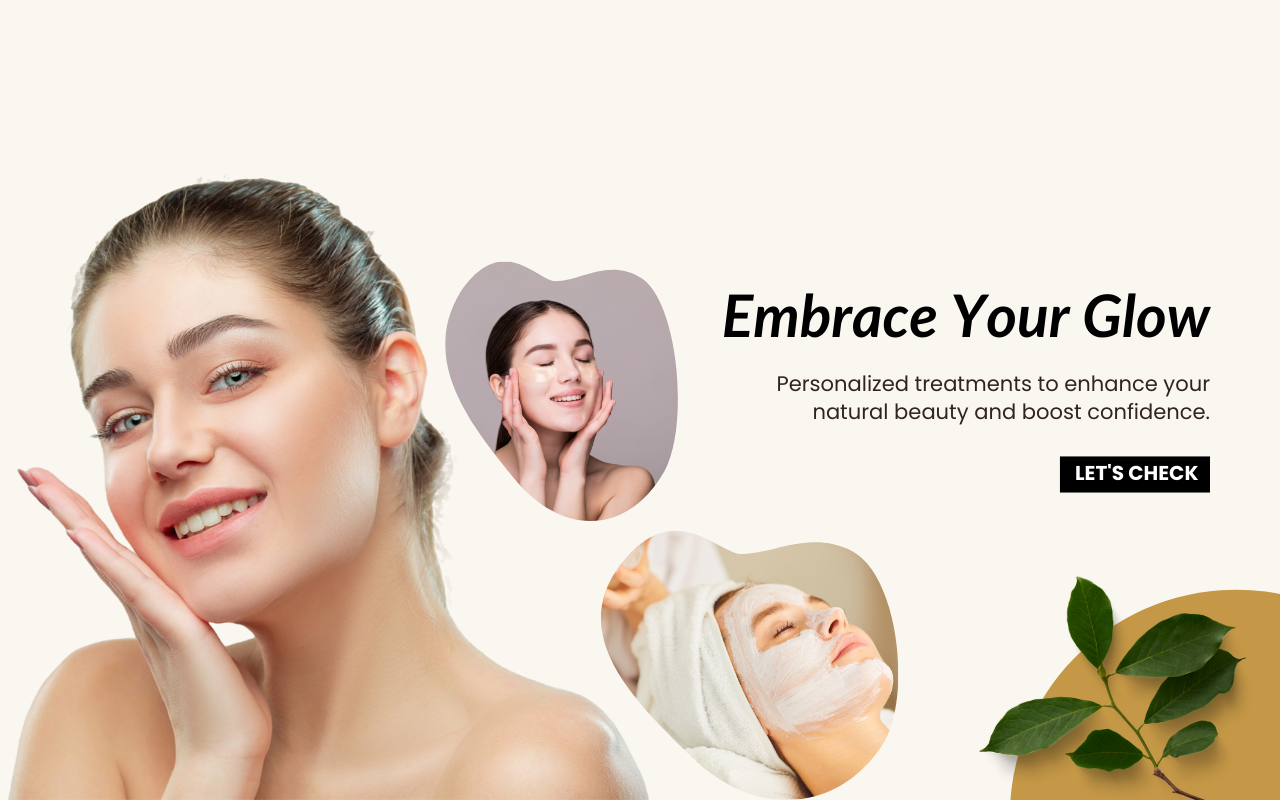 Embrace Your Glow
Personalized treatments to enhance your
natural beauty and boost confidence.
LET'S CHECK